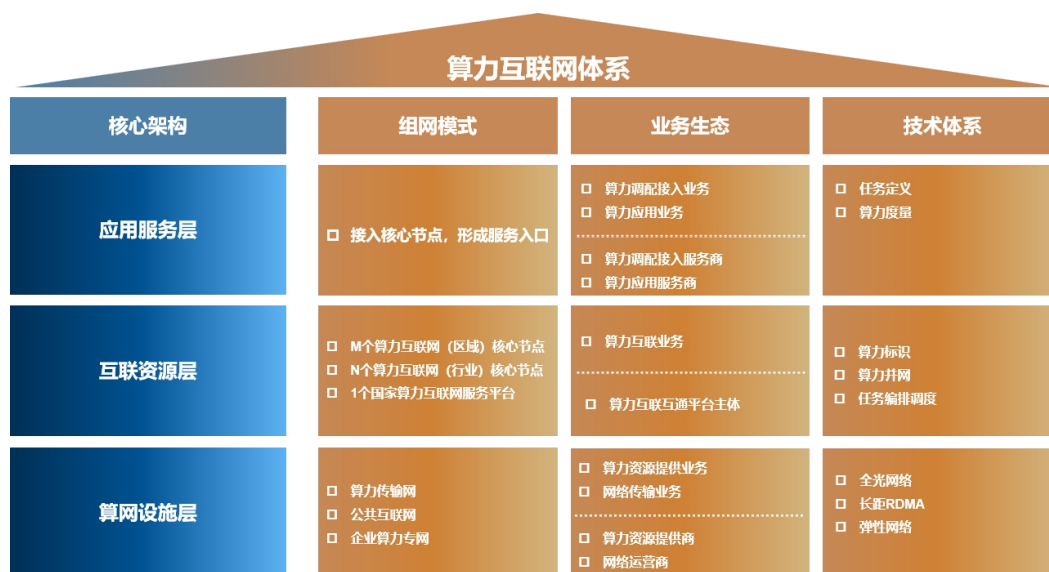 算力互联网体系
核心架构
组网模式
业务生态
技术体系
应用服务层
接入核心节点，形成服务入口
算力调配接入业务
算力应用业务
算力调配接入服务商
算力应用服务商
任务定义
算力度量
互联资源层
M个算力互联网（区域）核心节点
N个算力互联网（行业）核心节点
1个国家算力互联网服务平台
算力互联业务
算力互联互通平台主体
算力标识
算力并网
任务编排调度
算网设施层
算力传输网
公共互联网
企业算力专网
算力资源提供业务
网络传输业务
算力资源提供商
网络运营商
全光网络
长距RDMA
弹性网络